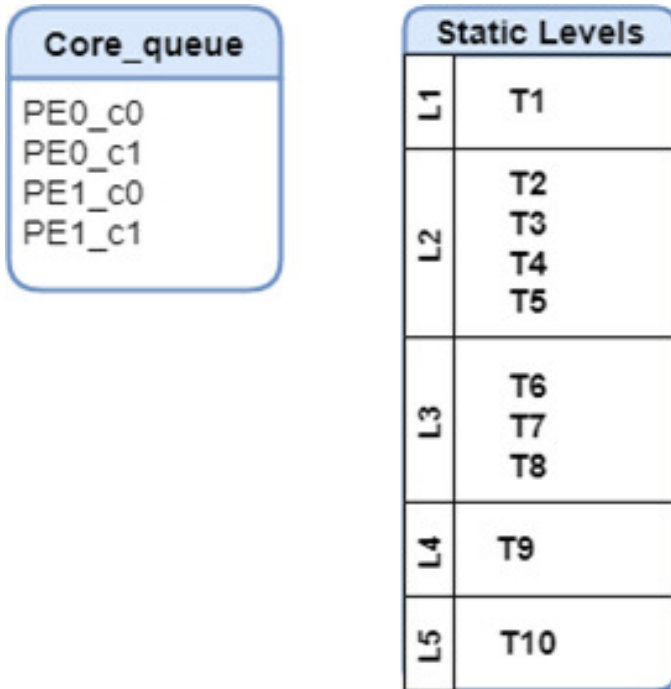 Core_queue
PE0_c0
PE0_c1
PE1_c0
PE1_c1
Static Levels
L1
T1
L2
T2
T3
T4
T5
L3
T6
T7
T8
L4
T9
L5
T10